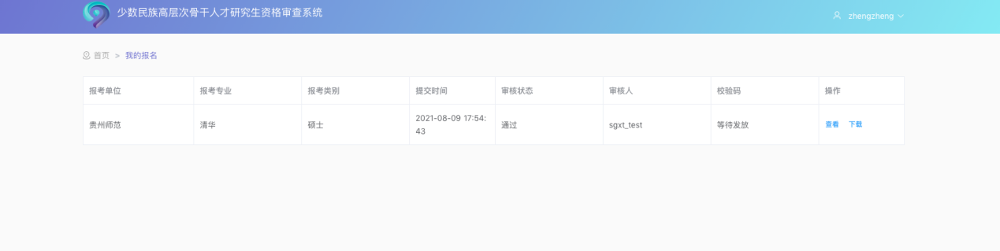 少数民族高层次骨干人才研究生资格审查系统
zhengzheng
首页 > 我的报名
报考单位 报考专业 报考类别 提交时间 审核状态 审核人 校验码 操作
贵州师范 清华 硕士 2021-08-09 17:54:43 通过 sgxt_test 等待发放 查看 下载